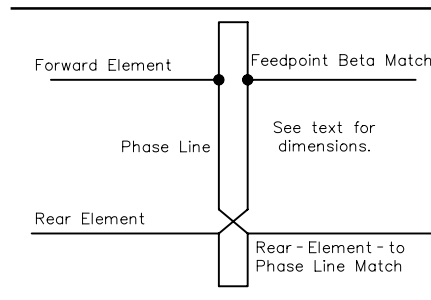 Forward Element
Feedpoint Beta Match
Phase Line
See text for
dimensions.
Rear Element
Rear - Element - to
Phase Line Match